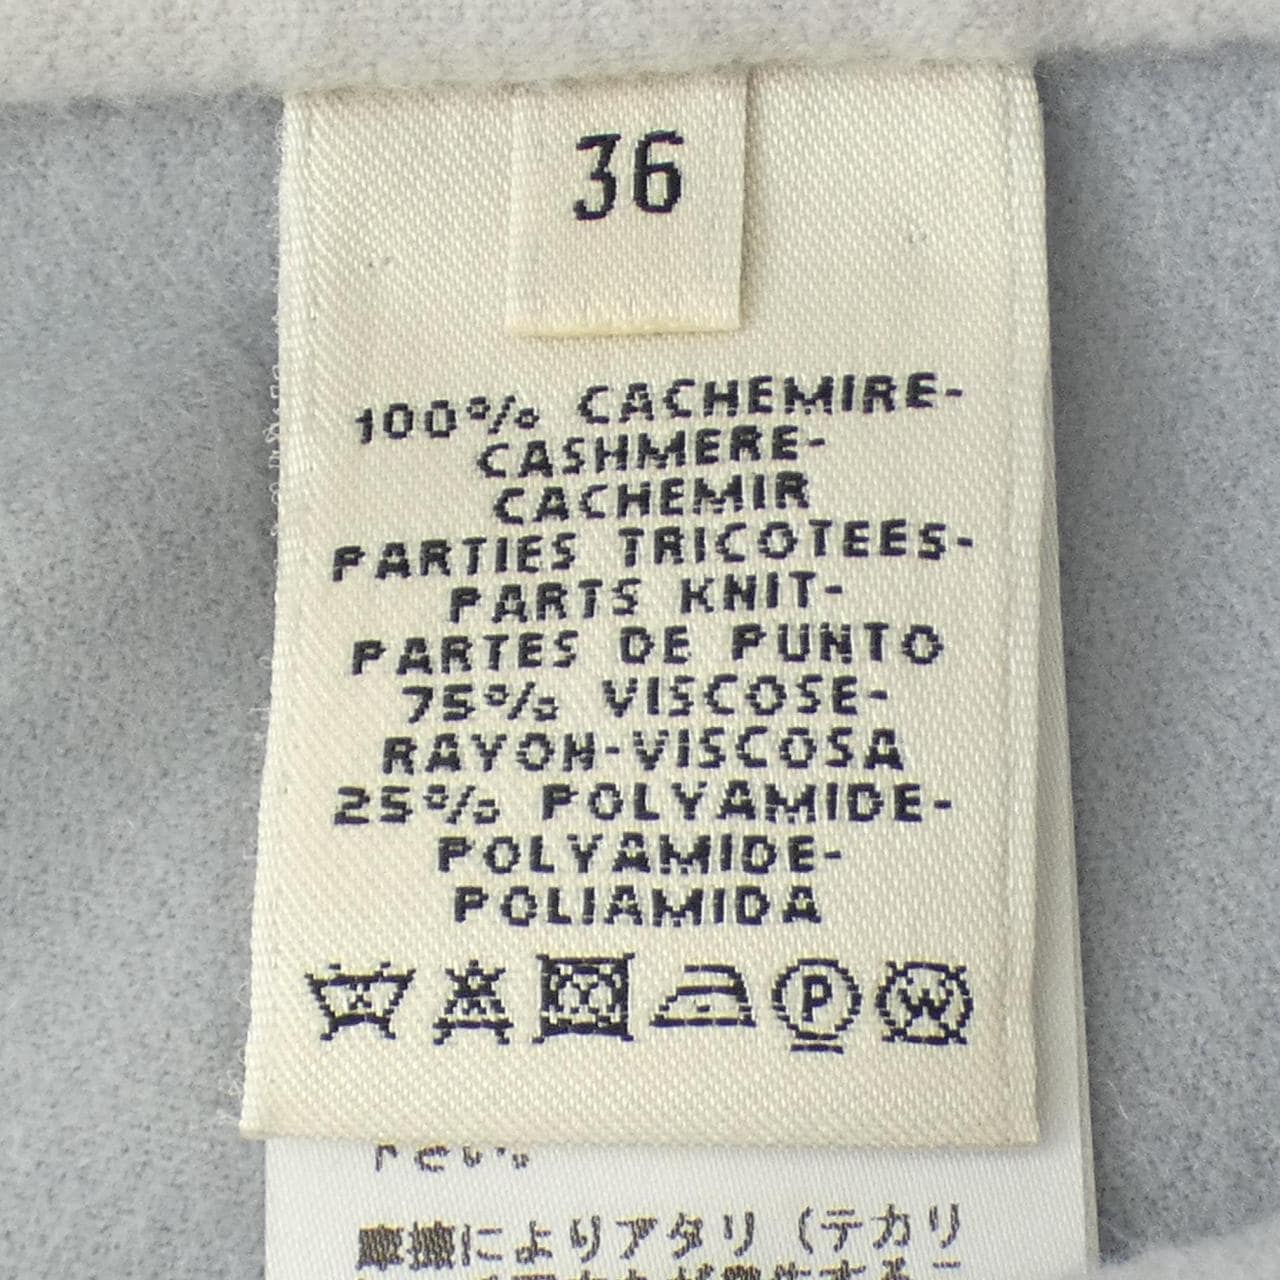 36
100% CACHEMIRE-
CASHMERE-
CACHEMIR
PARTIES TRICOTEES-
PARTS KNIT-
PARTES DE PUNTO
75% VISCOSE-
RAYON-VISCOSA
25% POLYAMIDE-
POLYAMIDE-
POLIAMIDA
P W
摩擦によりアタリ（テカリ